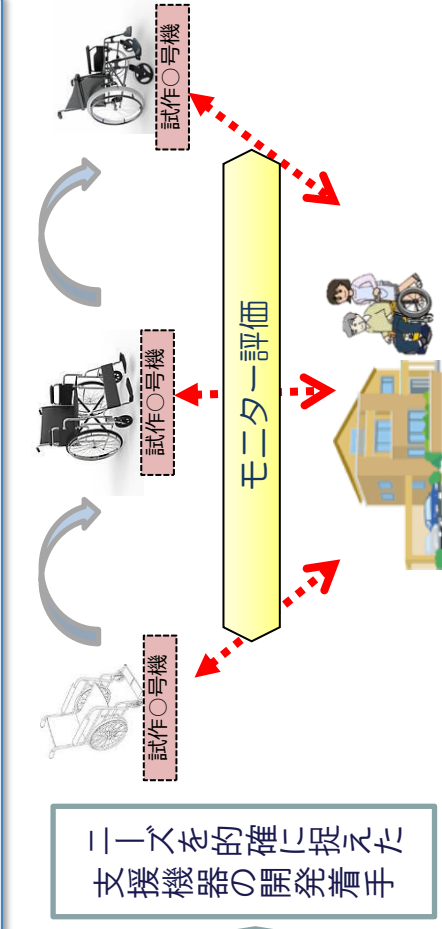 ニーズを的確に捉えた
支援機器の開発着手
試作○号機
試作○号機
試作○号機
モニター評価